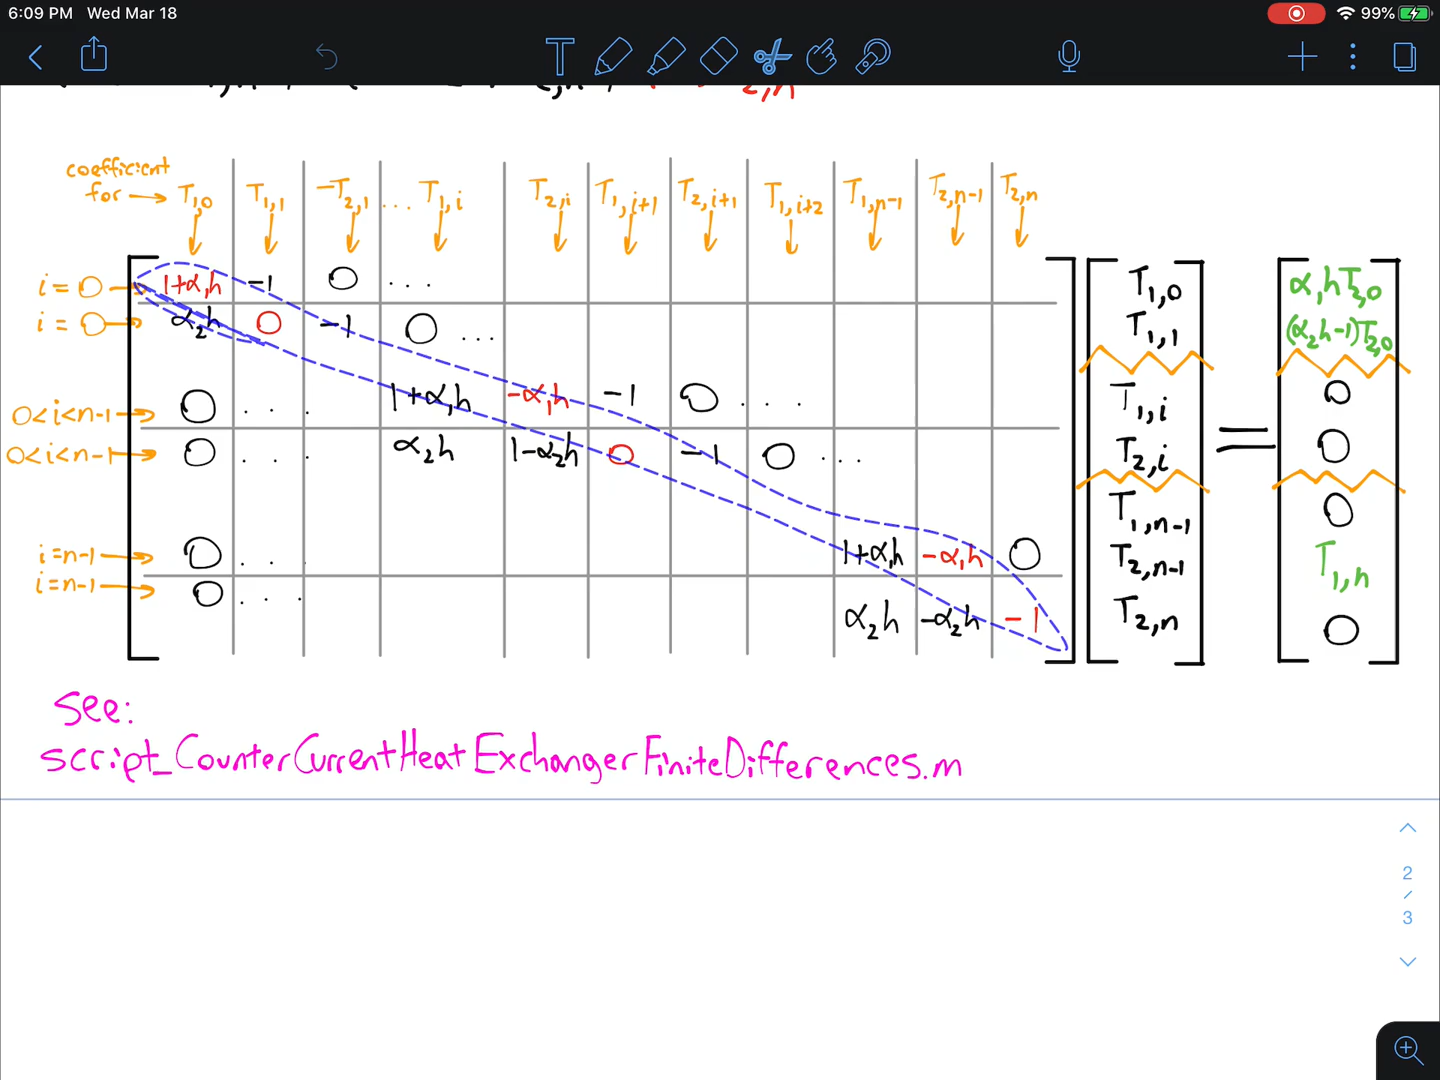 6:09 PM Wed Mar 18 99%
2,n
coefficient
for → T1,0 T1,1 -T2,1 ... T1,i T2,i T1,i+1 T2,i+1 T1,i+2 T1,n-1 T2,n-1 T2,n
i=0 → 1+α1h -1 0 ... T1,0 α1hT2,0
i=0 → α2h 0 -1 0 ... T1,1 (α2h-1)T2,0
0<i<n-1 → 0 ... 1+α1h -α1h -1 0 ... T1,i 0
0<i<n-1 → 0 ... α2h 1-α2h 0 -1 0 ... T2,i = 0
T1,n-1 0
i=n-1 → 0 ... 1+α1h -α1h 0 T2,n-1 T1,n
i=n-1 → 0 ... α2h -α2h -1 T2,n 0
see:
script_CounterCurrentHeatExchangerFiniteDifferences.m
2
/
3